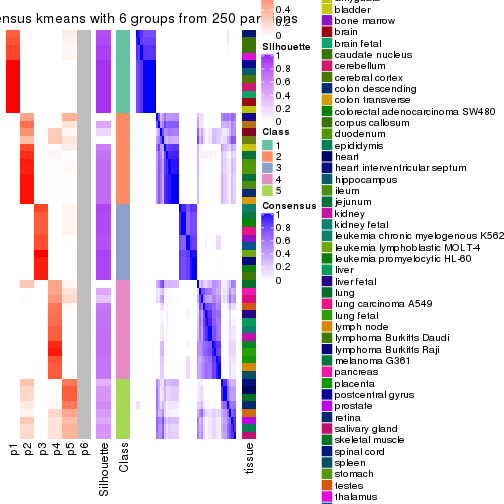 ensus kmeans with 6 groups from 250 partitions
0.4
0.2
0
Silhouette
1
0.8
0.6
0.4
0.2
0
Class
1
2
3
4
5
Consensus
1
0.8
0.6
0.4
0.2
0
p1
p2
p3
p4
p5
p6
Silhouette
Class
tissue
bladder
bone marrow
brain
brain fetal
caudate nucleus
cerebellum
cerebral cortex
colon descending
colon transverse
colorectal adenocarcinoma SW480
corpus callosum
duodenum
epididymis
heart
heart interventricular septum
hippocampus
ileum
jejunum
kidney
kidney fetal
leukemia chronic myelogenous K562
leukemia lymphoblastic MOLT-4
leukemia promyelocytic HL-60
liver
liver fetal
lung
lung carcinoma A549
lung fetal
lymph node
lymphoma Burkitts Daudi
lymphoma Burkitts Raji
melanoma G361
pancreas
placenta
postcentral gyrus
prostate
retina
salivary gland
skeletal muscle
spinal cord
spleen
stomach
testes
thalamus